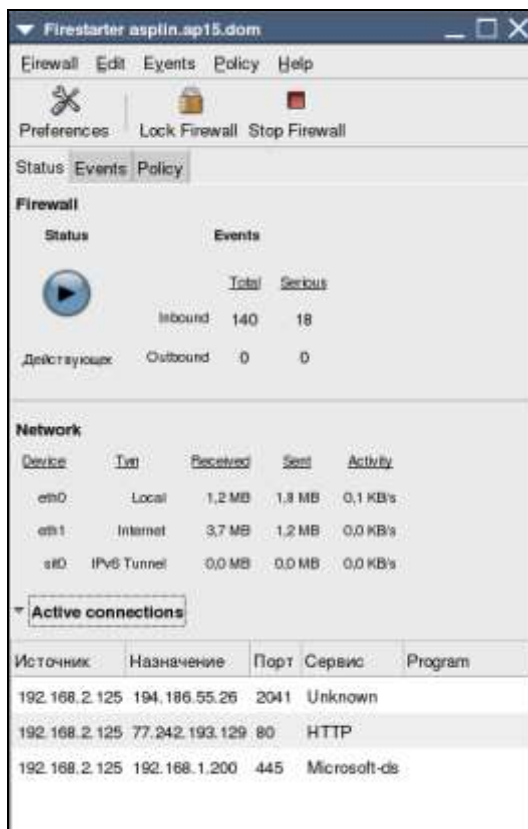 Firestarter asplin.ap15.dom
Firewall Edit Events Policy Help
Preferences Lock Firewall Stop Firewall
Status Events Policy
Firewall
Status Events
Total Serious
Inbound 140 18
Действующек Outbound 0 0
Network
Device Тип Received Sent Activity
eth0 Local 1,2 MB 1,8 MB 0,1 KB/s
eth1 Internet 3,7 MB 1,2 MB 0,0 KB/s
sit0 IPv6 Tunnel 0,0 MB 0,0 MB 0,0 KB/s
Active connections
Источник Назначение Порт Сервис Program
192.168.2.125 194.186.55.26 2041 Unknown
192.168.2.125 77.242.193.129 80 HTTP
192.168.2.125 192.168.1.200 445 Microsoft-ds